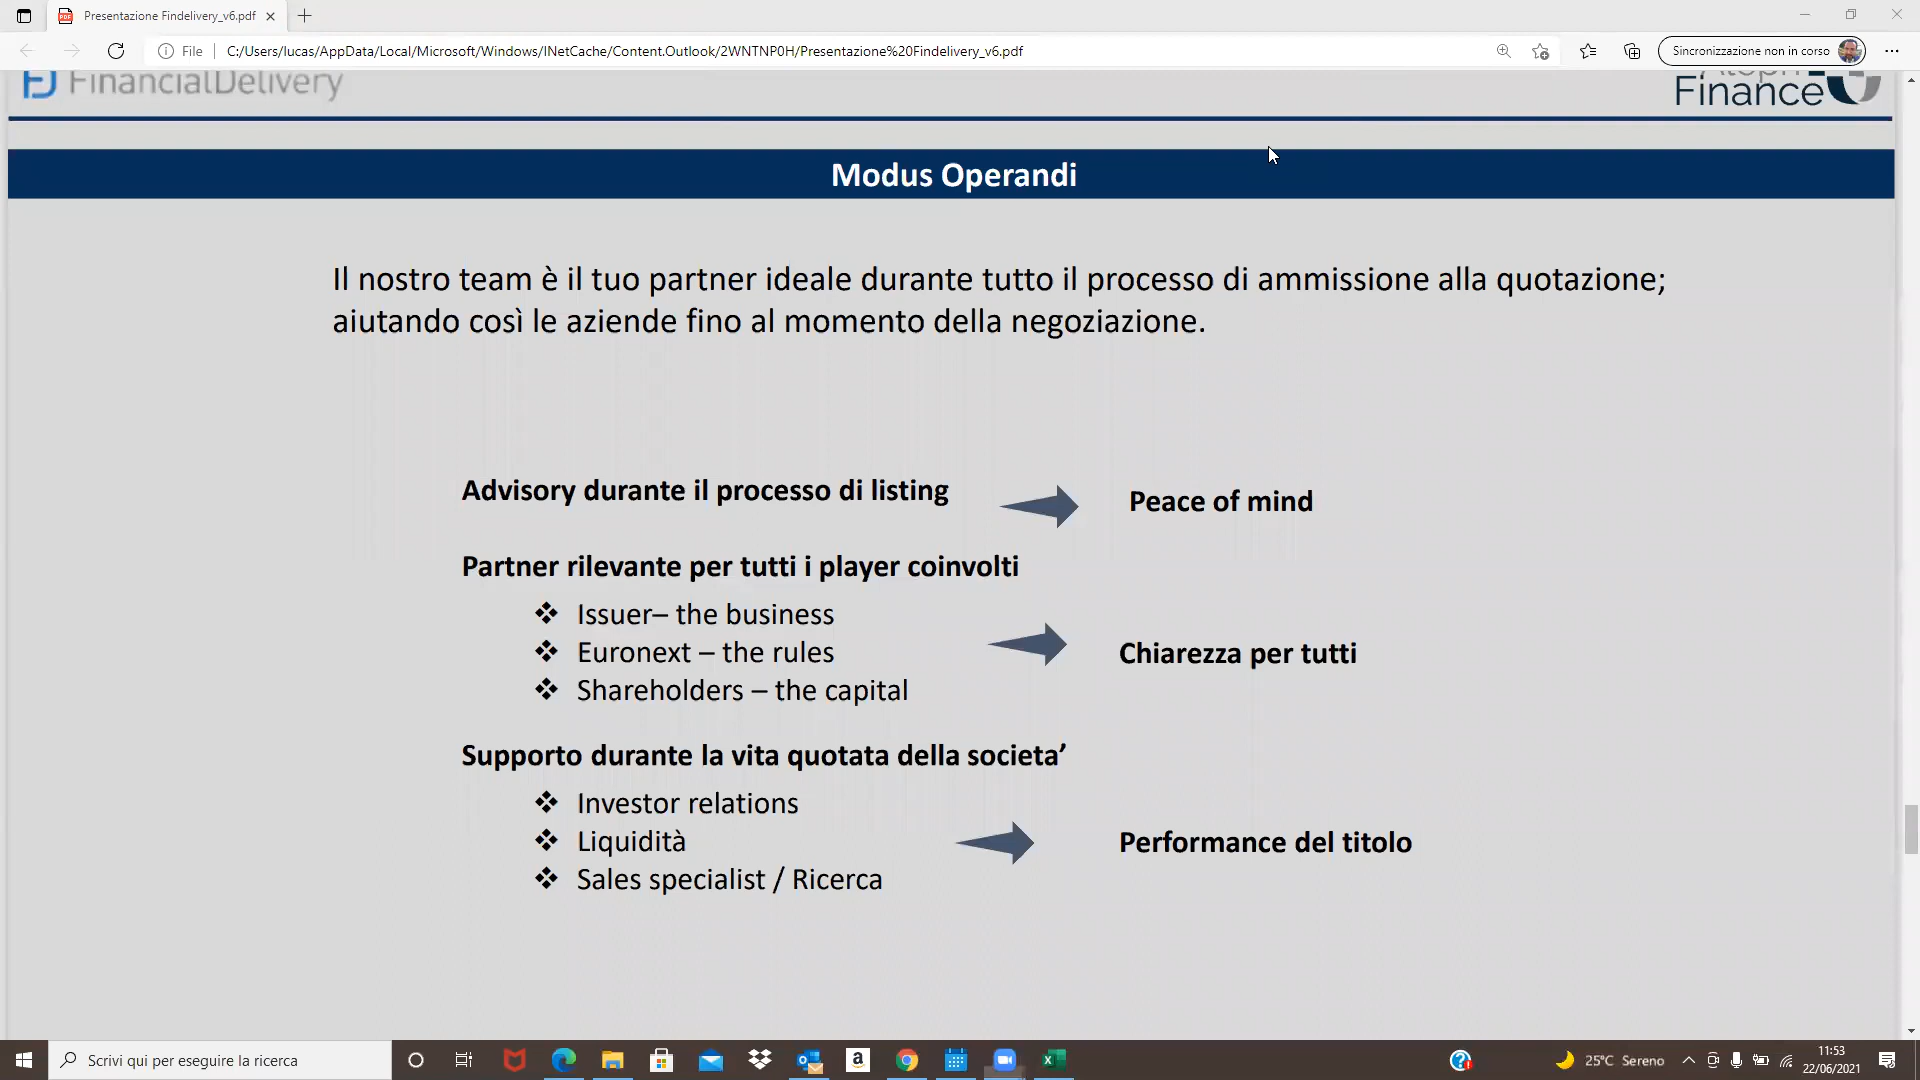 Presentazione Findelivery_v6.pdf
File
C:/Users/lucas/AppData/Local/Microsoft/Windows/INetCache/Content.Outlook/2WNTNP0H/Presentazione%20Findelivery_v6.pdf
Sincronizzazione non in corso
FinancialDelivery
Finance
Modus Operandi
Il nostro team è il tuo partner ideale durante tutto il processo di ammissione alla quotazione;
aiutando così le aziende fino al momento della negoziazione.
Advisory durante il processo di listing
Peace of mind
Partner rilevante per tutti i player coinvolti
❖ Issuer– the business
❖ Euronext – the rules
❖ Shareholders – the capital
Chiarezza per tutti
Supporto durante la vita quotata della societa’
❖ Investor relations
❖ Liquidità
❖ Sales specialist / Ricerca
Performance del titolo
Scrivi qui per eseguire la ricerca
25°C Sereno
11:53
22/06/2021